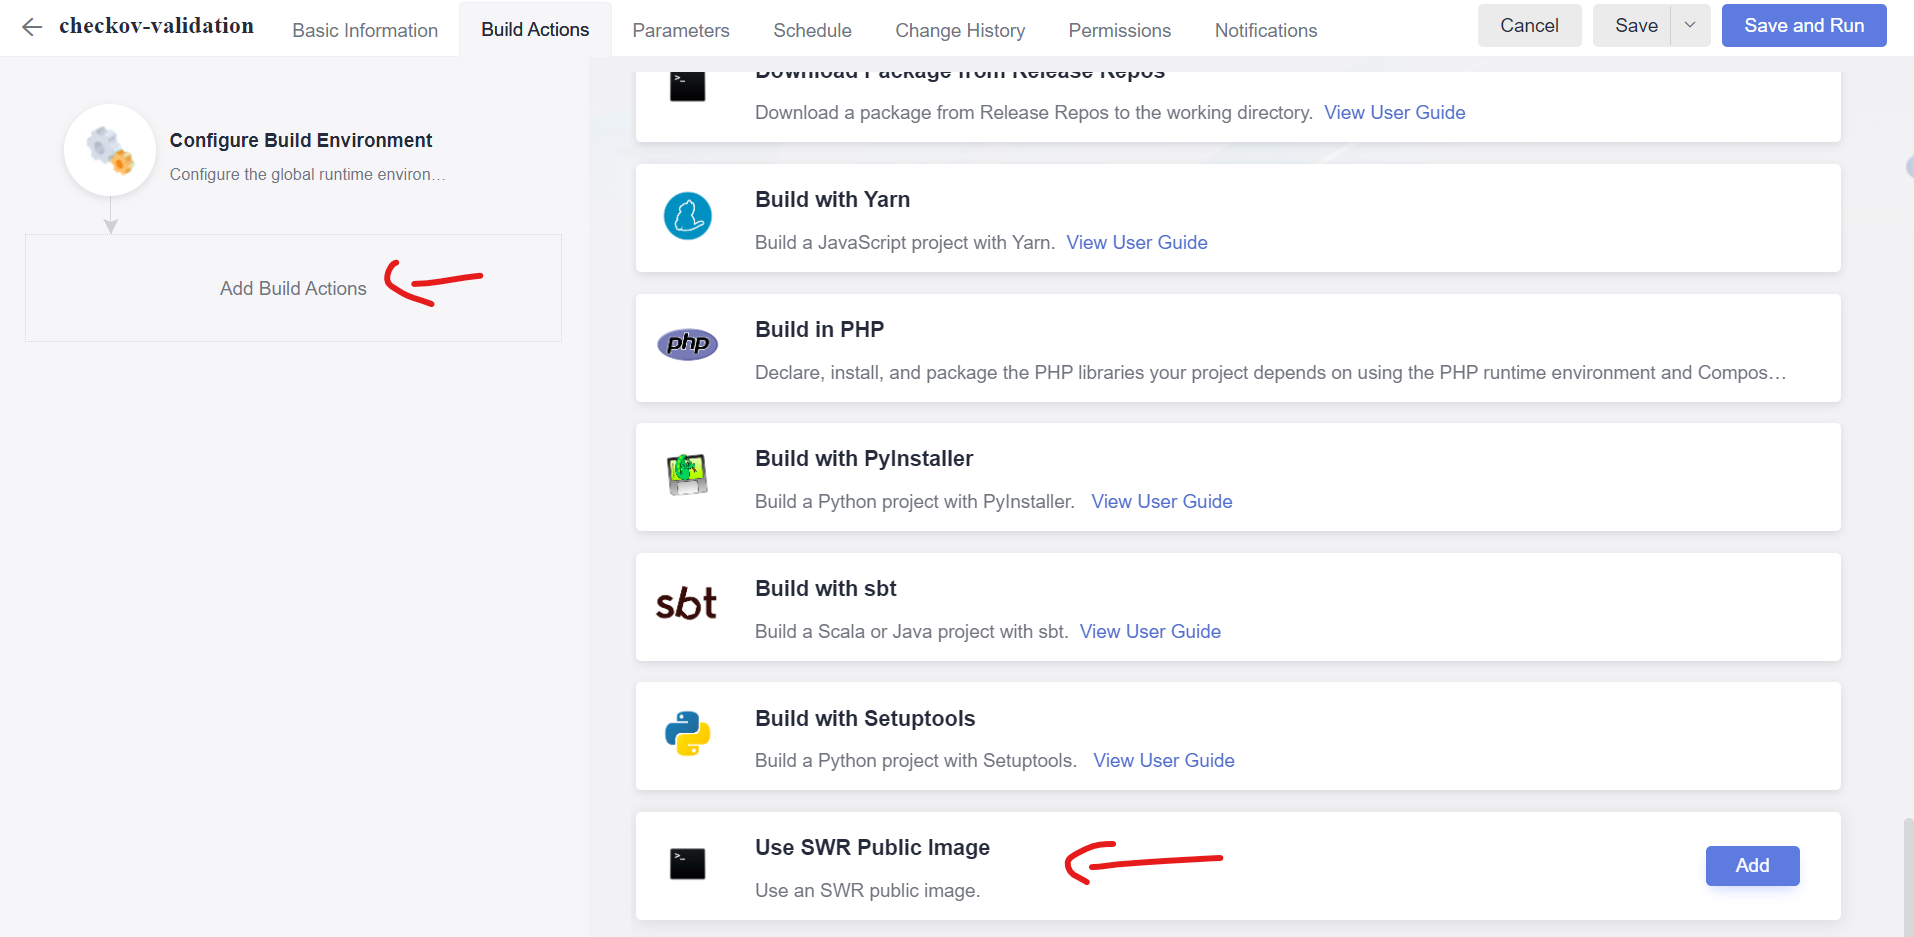 checkov-validation
Basic Information
Build Actions
Parameters
Schedule
Change History
Permissions
Notifications
Cancel
Save
Save and Run
Configure Build Environment
Configure the global runtime environ…
Add Build Actions
>_
Download Package from Release Repos
Download a package from Release Repos to the working directory. View User Guide
Build with Yarn
Build a JavaScript project with Yarn. View User Guide
php
Build in PHP
Declare, install, and package the PHP libraries your project depends on using the PHP runtime environment and Compos…
Build with PyInstaller
Build a Python project with PyInstaller. View User Guide
sbt
Build with sbt
Build a Scala or Java project with sbt. View User Guide
Build with Setuptools
Build a Python project with Setuptools. View User Guide
>_
Use SWR Public Image
Use an SWR public image.
Add